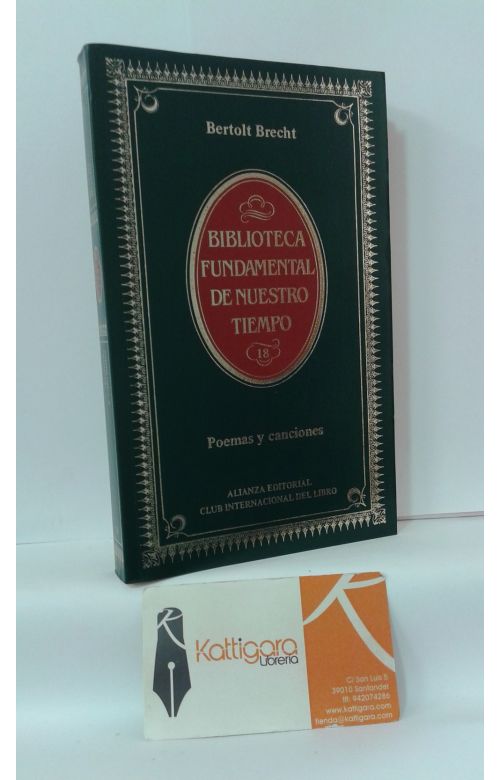 Bertolt Brecht
BIBLIOTECA
FUNDAMENTAL
DE NUESTRO
TIEMPO
18
Poemas y canciones
ALIANZA EDITORIAL
CLUB INTERNACIONAL DEL LIBRO
Kattigara
Librería
C/ San Luis 5
39010 Santander
tlf: 942074286
www.kattigara.com
tienda@kattigara.com